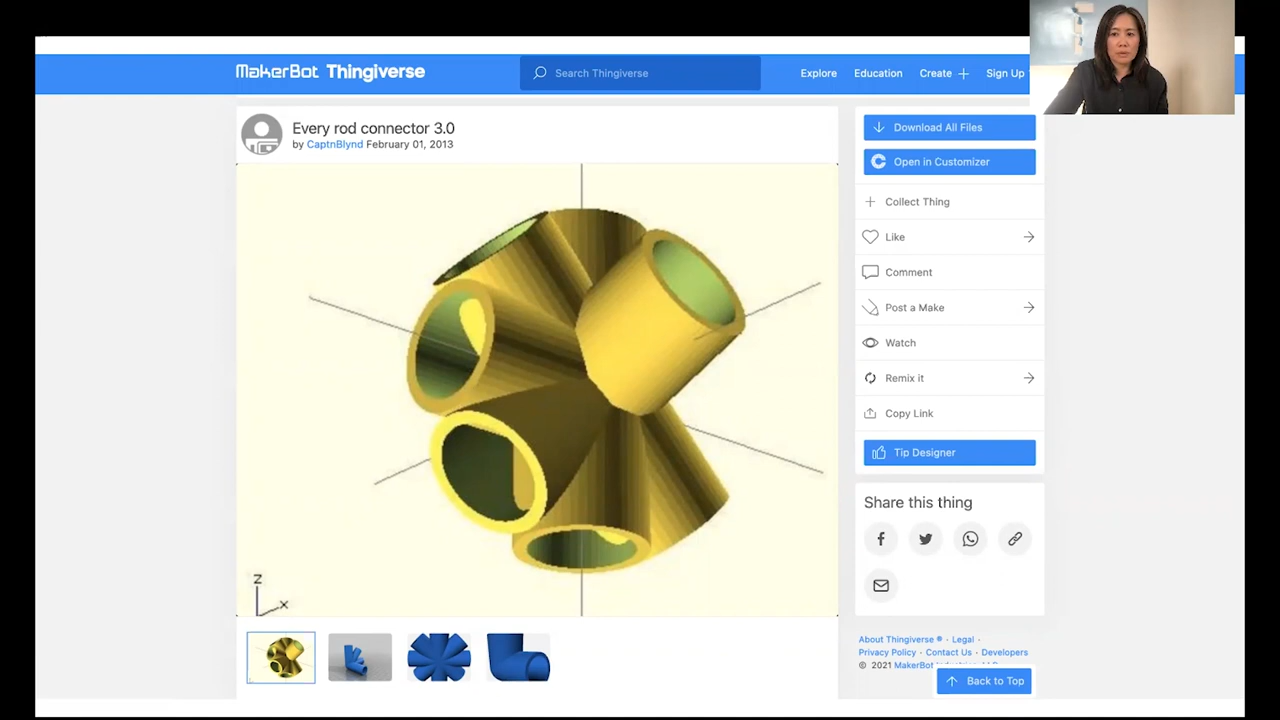 MakerBot Thingiverse
Search Thingiverse
Explore
Education
Create
Sign Up
Every rod connector 3.0
by CaptnBlynd February 01, 2013
Z
X
Download All Files
Open in Customizer
Collect Thing
Like
Comment
Post a Make
Watch
Remix it
Copy Link
Tip Designer
Share this thing
About Thingiverse ® · Legal ·
Privacy Policy · Contact Us · Developers
© 2021 MakerBot
Back to Top